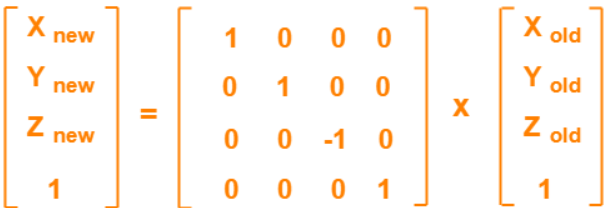 X new 1 0 0 0 X old
Y new 0 1 0 0 Y old
= x
Z new 0 0 -1 0 Z old
1 0 0 0 1 1